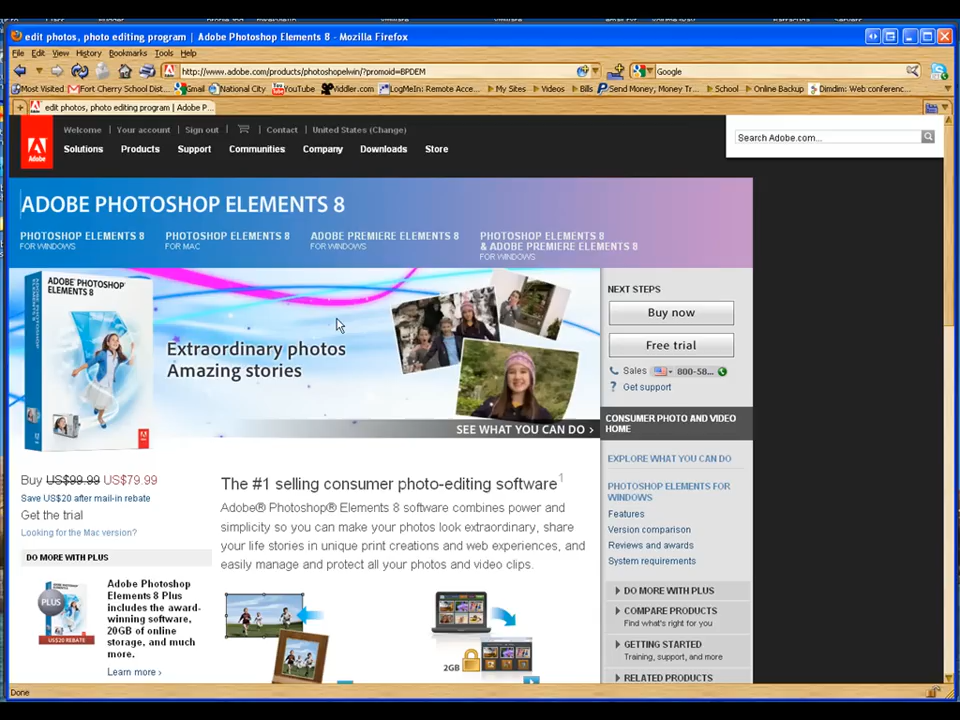 edit photos, photo editing program | Adobe Photoshop Elements 8 - Mozilla Firefox
File Edit View History Bookmarks Tools Help
http://www.adobe.com/products/photoshopelwin/?promoid=BPDEM
Google
Most Visited Fort Cherry School Dist... Gmail National City YouTube Viddler.com LogMeIn: Remote Acce... My Sites Videos Bills Send Money, Money Tr... School Online Backup Dimdim: Web conferenc...
edit photos, photo editing program | Adobe P...
Welcome | Your account | Sign out | Contact | United States (Change)
Search Adobe.com...
Adobe
Solutions Products Support Communities Company Downloads Store
ADOBE PHOTOSHOP ELEMENTS 8
PHOTOSHOP ELEMENTS 8
FOR WINDOWS
PHOTOSHOP ELEMENTS 8
FOR MAC
ADOBE PREMIERE ELEMENTS 8
FOR WINDOWS
PHOTOSHOP ELEMENTS 8
& ADOBE PREMIERE ELEMENTS 8
FOR WINDOWS
ADOBE® PHOTOSHOP®
ELEMENTS 8
Extraordinary photos
Amazing stories
SEE WHAT YOU CAN DO ›
NEXT STEPS
Buy now
Free trial
Sales 800-58...
? Get support
CONSUMER PHOTO AND VIDEO
HOME
EXPLORE WHAT YOU CAN DO
PHOTOSHOP ELEMENTS FOR
WINDOWS
Features
Version comparison
Reviews and awards
System requirements
DO MORE WITH PLUS
COMPARE PRODUCTS
Find what's right for you
GETTING STARTED
Training, support, and more
RELATED PRODUCTS
Buy US$99.99 US$79.99
Save US$20 after mail-in rebate
Get the trial
Looking for the Mac version?
DO MORE WITH PLUS
PLUS
US$20 REBATE
Adobe Photoshop
Elements 8 Plus
includes the award-
winning software,
20GB of online
storage, and much
more.
Learn more ›
The #1 selling consumer photo-editing software1
Adobe® Photoshop® Elements 8 software combines power and
simplicity so you can make your photos look extraordinary, share
your life stories in unique print creations and web experiences, and
easily manage and protect all your photos and video clips.
2GB
Done